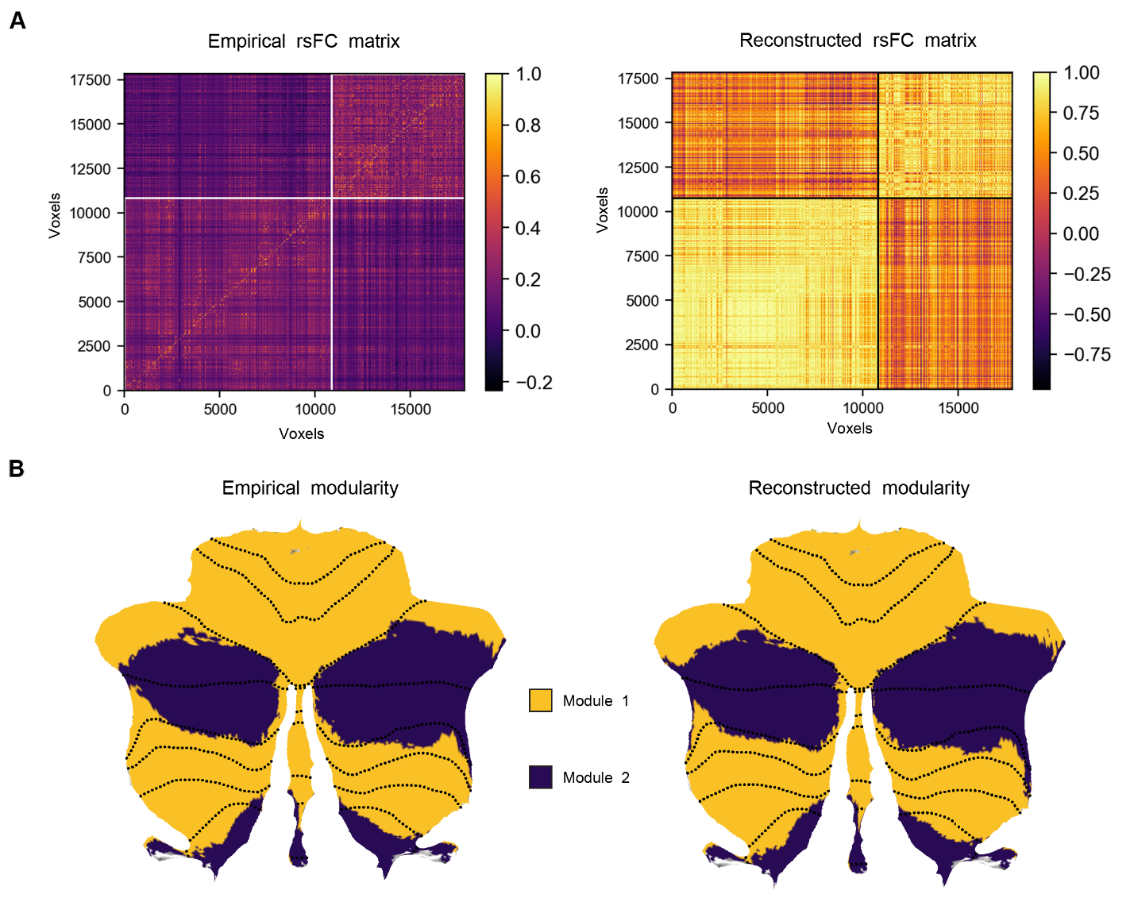 A
Empirical rsFC matrix
Reconstructed rsFC matrix
17500
15000
12500
10000
7500
5000
2500
0
Voxels
0 5000 10000 15000
Voxels
1.0
0.8
0.6
0.4
0.2
0.0
−0.2
17500
15000
12500
10000
7500
5000
2500
0
Voxels
0 5000 10000 15000
Voxels
1.00
0.75
0.50
0.25
0.00
−0.25
−0.50
−0.75
B
Empirical modularity
Reconstructed modularity
Module 1
Module 2